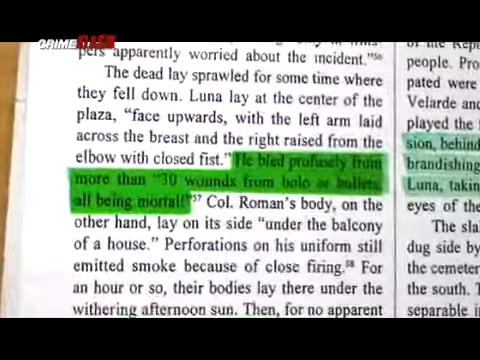 CRIME
pers apparently worried about the incident."56
The dead lay sprawled for some time where
they fell down. Luna lay at the center of the
plaza, "face upwards, with the left arm laid
across the breast and the right raised from the
elbow with closed fist." He bled profusely from
more than "30 wounds from bolo or bullets,
all being mortal!"57 Col. Roman's body, on the
other hand, lay on its side "under the balcony
of a house." Perforations on his uniform still
emitted smoke because of close firing.58 For
an hour or so, their bodies lay there under the
withering afternoon sun. Then, for no apparent
people. Pro
pated were
Velarde and
played the
sion, behind
brandishing
Luna, takin
eyes of the
The sla
dug side by
the cemeter
the south. T
separable i